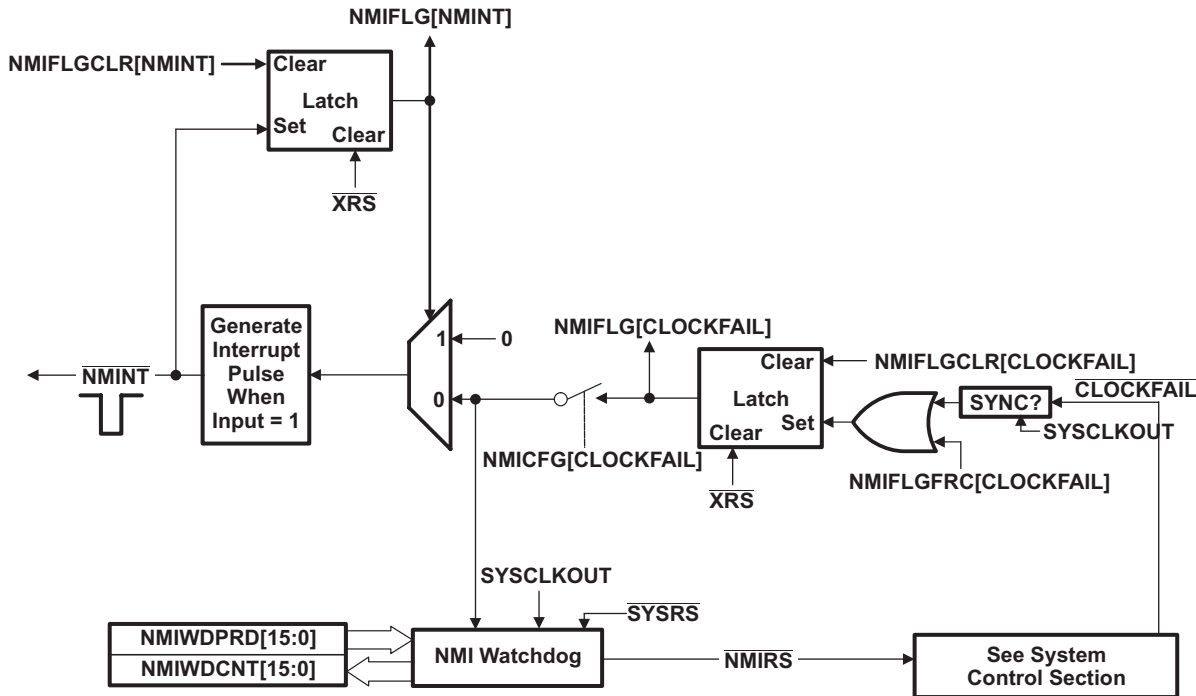 NMIFLG[NMINT]
NMIFLGCLR[NMINT]
Clear
Latch
Set
Clear
XRS
Generate
Interrupt
Pulse
When
Input = 1
NMINT
1
0
0
NMIFLG[CLOCKFAIL]
NMICFG[CLOCKFAIL]
Clear
Latch
Set
Clear
XRS
NMIFLGCLR[CLOCKFAIL]
CLOCKFAIL
SYNC?
SYSCLKOUT
NMIFLGFRC[CLOCKFAIL]
SYSCLKOUT
SYSRS
NMIWDPRD[15:0]
NMIWDCNT[15:0]
NMI Watchdog
NMIRS
See System
Control Section